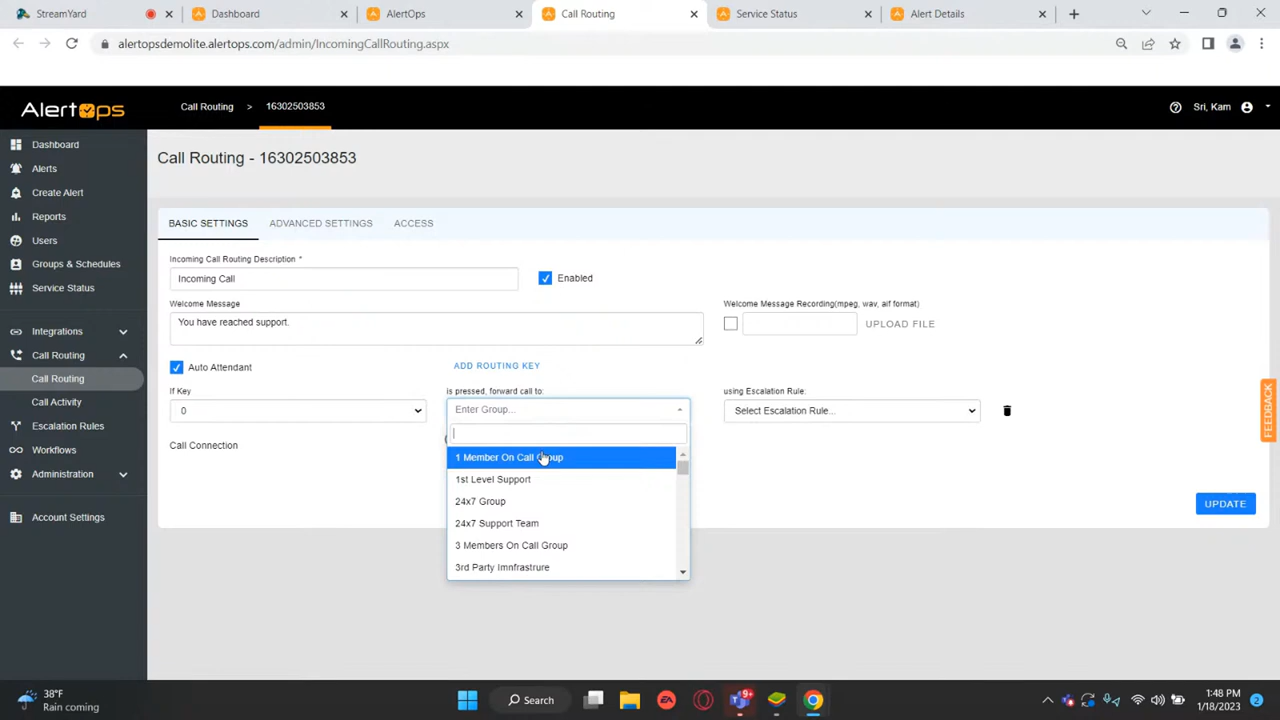 StreamYard
Dashboard
AlertOps
Call Routing
Service Status
Alert Details
alertopsdemolite.alertops.com/admin/IncomingCallRouting.aspx
AlertOps
Call Routing > 16302503853
Sri, Kam
Dashboard
Alerts
Create Alert
Reports
Users
Groups & Schedules
Service Status
Integrations
Call Routing
Call Routing
Call Activity
Escalation Rules
Workflows
Administration
Account Settings
Call Routing - 16302503853
BASIC SETTINGS ADVANCED SETTINGS ACCESS
Incoming Call Routing Description *
Incoming Call
Enabled
Welcome Message
You have reached support.
Welcome Message Recording(mpeg, wav, aif format)
UPLOAD FILE
Auto Attendant
ADD ROUTING KEY
If Key
0
is pressed, forward call to:
Enter Group...
using Escalation Rule:
Select Escalation Rule...
Call Connection
1 Member On Call Group
1st Level Support
24x7 Group
24x7 Support Team
3 Members On Call Group
3rd Party Imnfrastrure
UPDATE
FEEDBACK
38°F
Rain coming
Search
9+
1:48 PM
1/18/2023
2